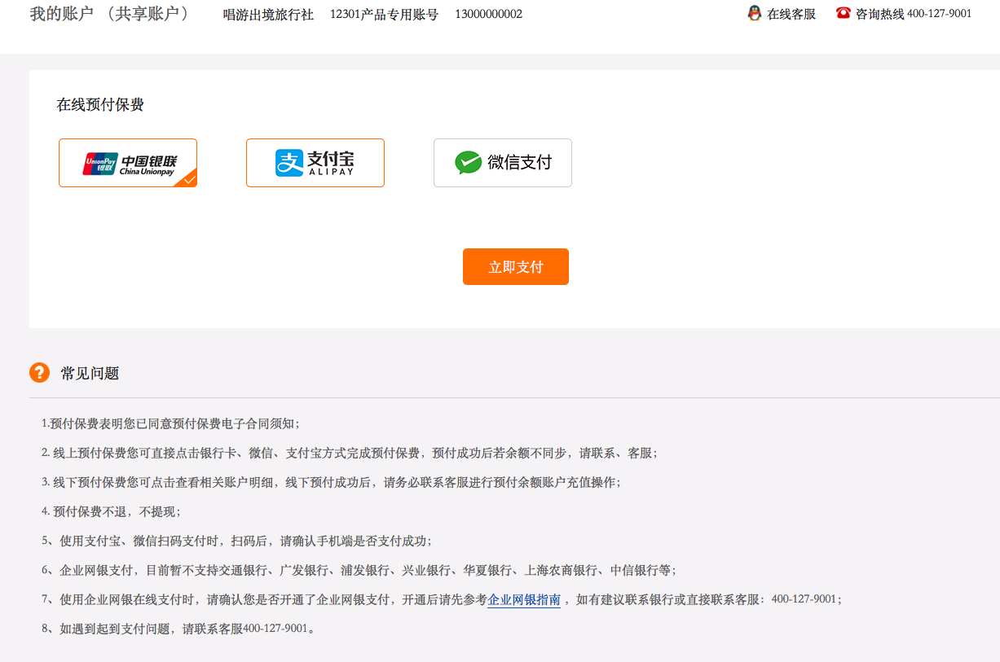 我的账户 （共享账户） 唱游出境旅行社 12301产品专用账号 13000000002 在线客服 咨询热线 400-127-9001
在线预付保费
UnionPay 银联 中国银联 China Unionpay
支 支付宝 ALIPAY
微信支付
立即支付
? 常见问题
1.预付保费表明您已同意预付保费电子合同须知；
2. 线上预付保费您可直接点击银行卡、微信、支付宝方式完成预付保费，预付成功后若余额不同步，请联系、客服；
3. 线下预付保费您可点击查看相关账户明细，线下预付成功后，请务必联系客服进行预付余额账户充值操作；
4. 预付保费不退，不提现；
5、使用支付宝、微信扫码支付时，扫码后，请确认手机端是否支付成功；
6、企业网银支付，目前暂不支持交通银行、广发银行、浦发银行、兴业银行、华夏银行、上海农商银行、中信银行等；
7、使用企业网银在线支付时，请确认您是否开通了企业网银支付，开通后请先参考企业网银指南 ，如有建议联系银行或直接联系客服：400-127-9001；
8、如遇到起到支付问题，请联系客服400-127-9001。